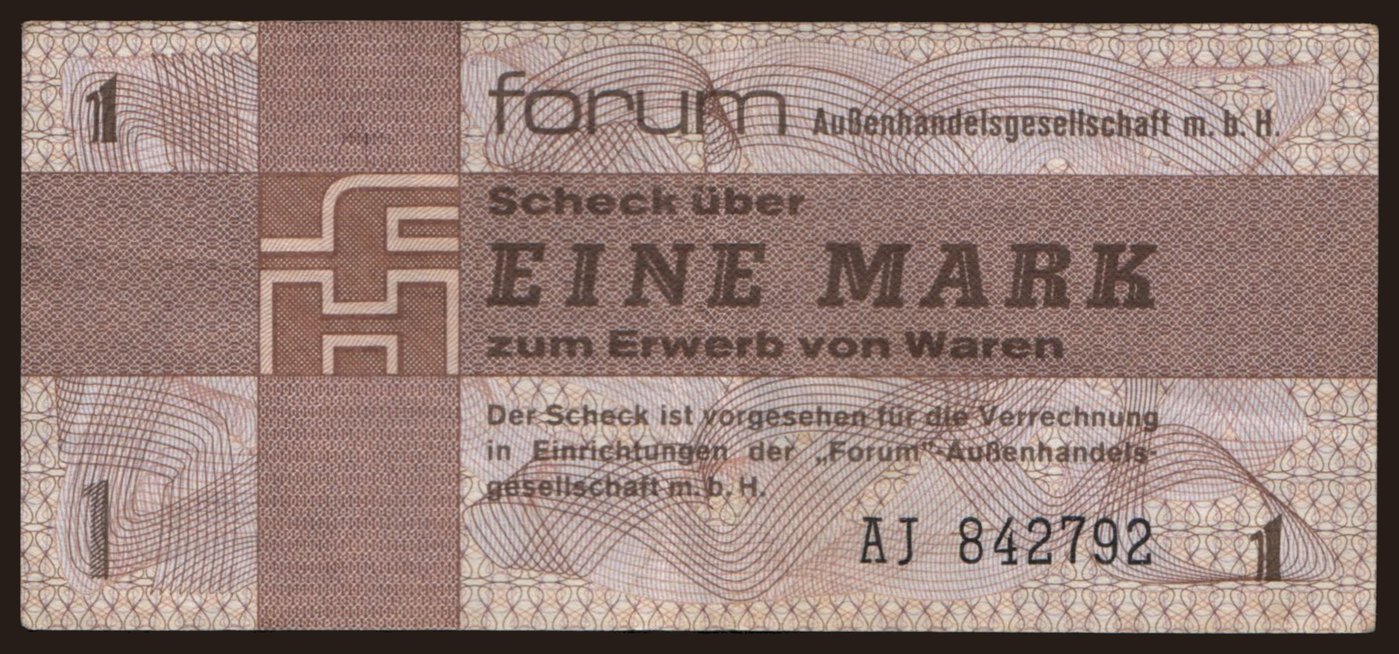 1
forum Außenhandelsgesellschaft m. b. H.
Scheck über
EINE MARK
zum Erwerb von Waren
Der Scheck ist vorgesehen für die Verrechnung
in Einrichtungen der „Forum"-Außenhandels-
gesellschaft m. b. H.
1
AJ 842792
1